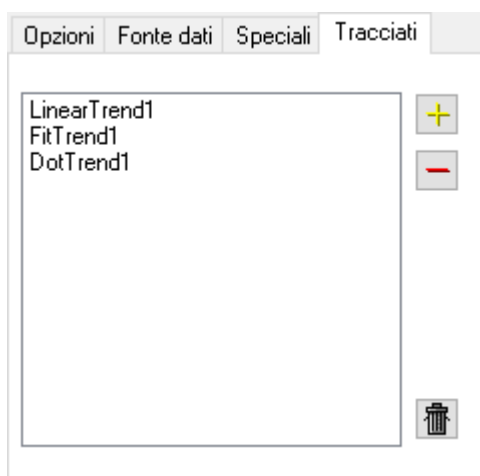 Opzioni Fonte dati Speciali Tracciati
LinearTrend1
FitTrend1
DotTrend1